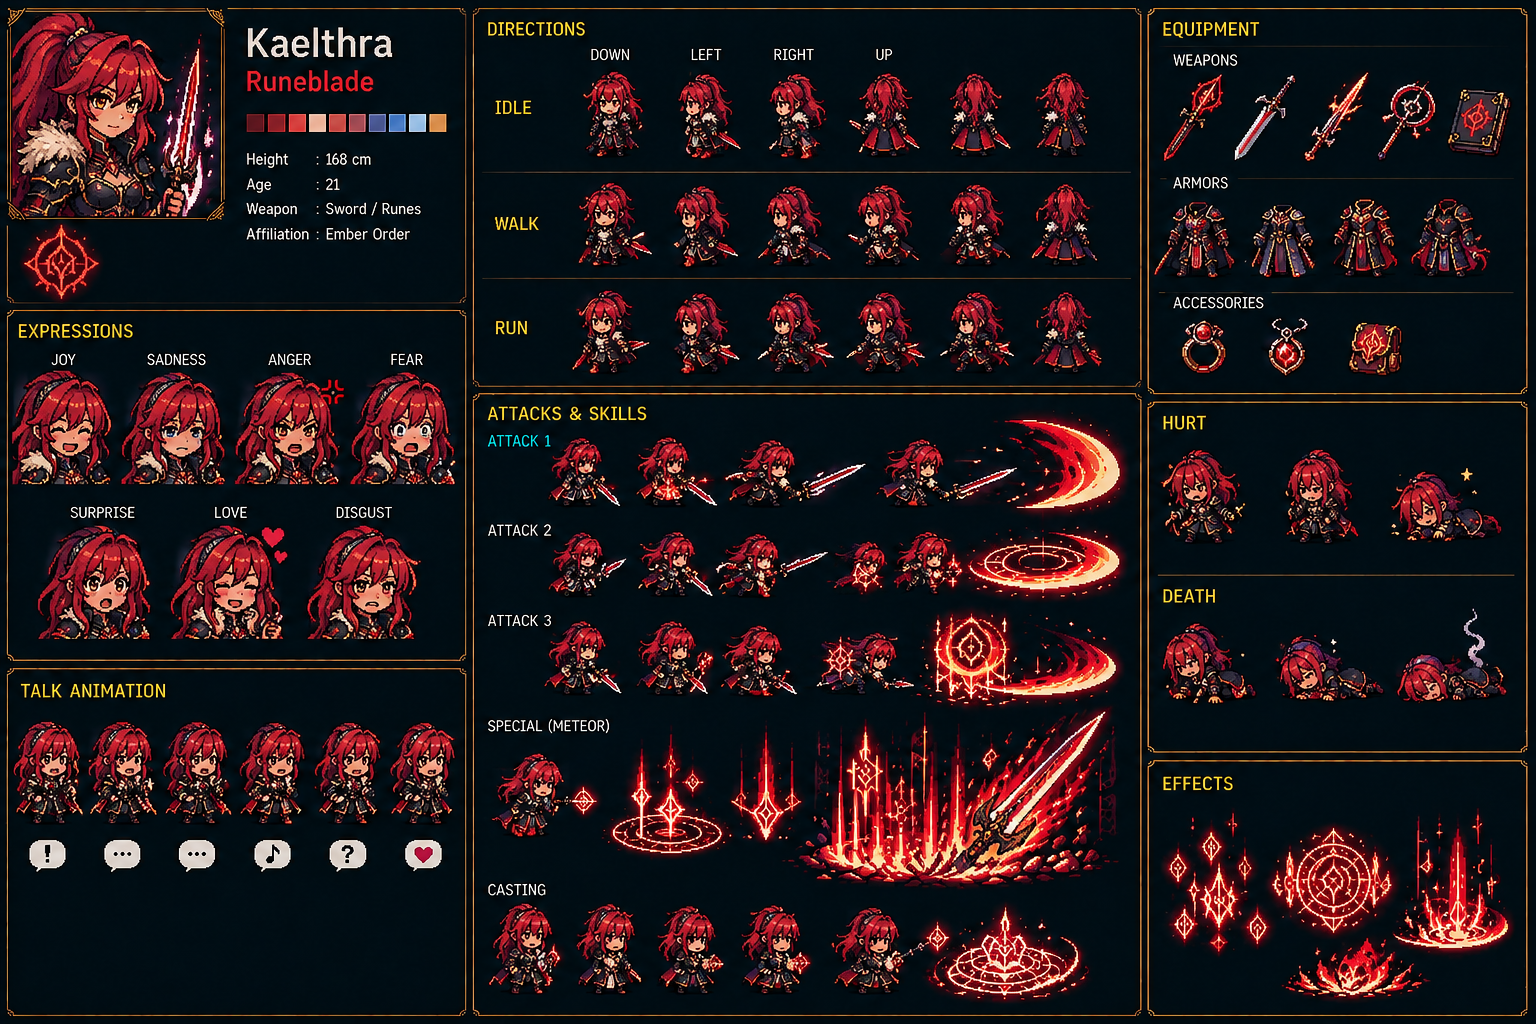 Kaelthra
Runeblade
Height : 168 cm
Age : 21
Weapon : Sword / Runes
Affiliation : Ember Order
EXPRESSIONS
JOY SADNESS ANGER FEAR
SURPRISE LOVE DISGUST
TALK ANIMATION
! ... ... ♪ ? ♥
DIRECTIONS
DOWN LEFT RIGHT UP
IDLE
WALK
RUN
ATTACKS & SKILLS
ATTACK 1
ATTACK 2
ATTACK 3
SPECIAL (METEOR)
CASTING
EQUIPMENT
WEAPONS
ARMORS
ACCESSORIES
HURT
DEATH
EFFECTS